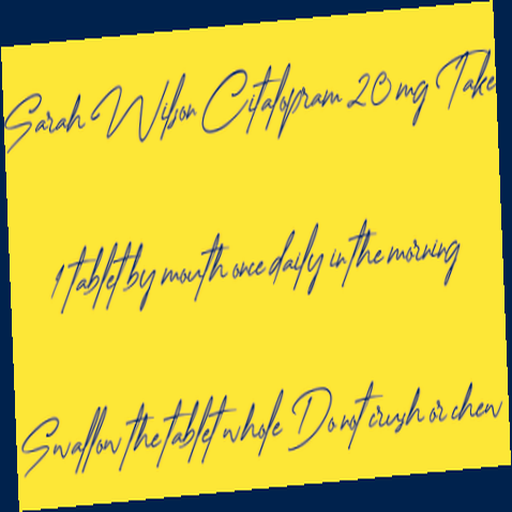 Sarah Wilson Citalopram 20 mg Take
1 tablet by mouth once daily in the morning
Swallow the tablet whole Do not crush or chew